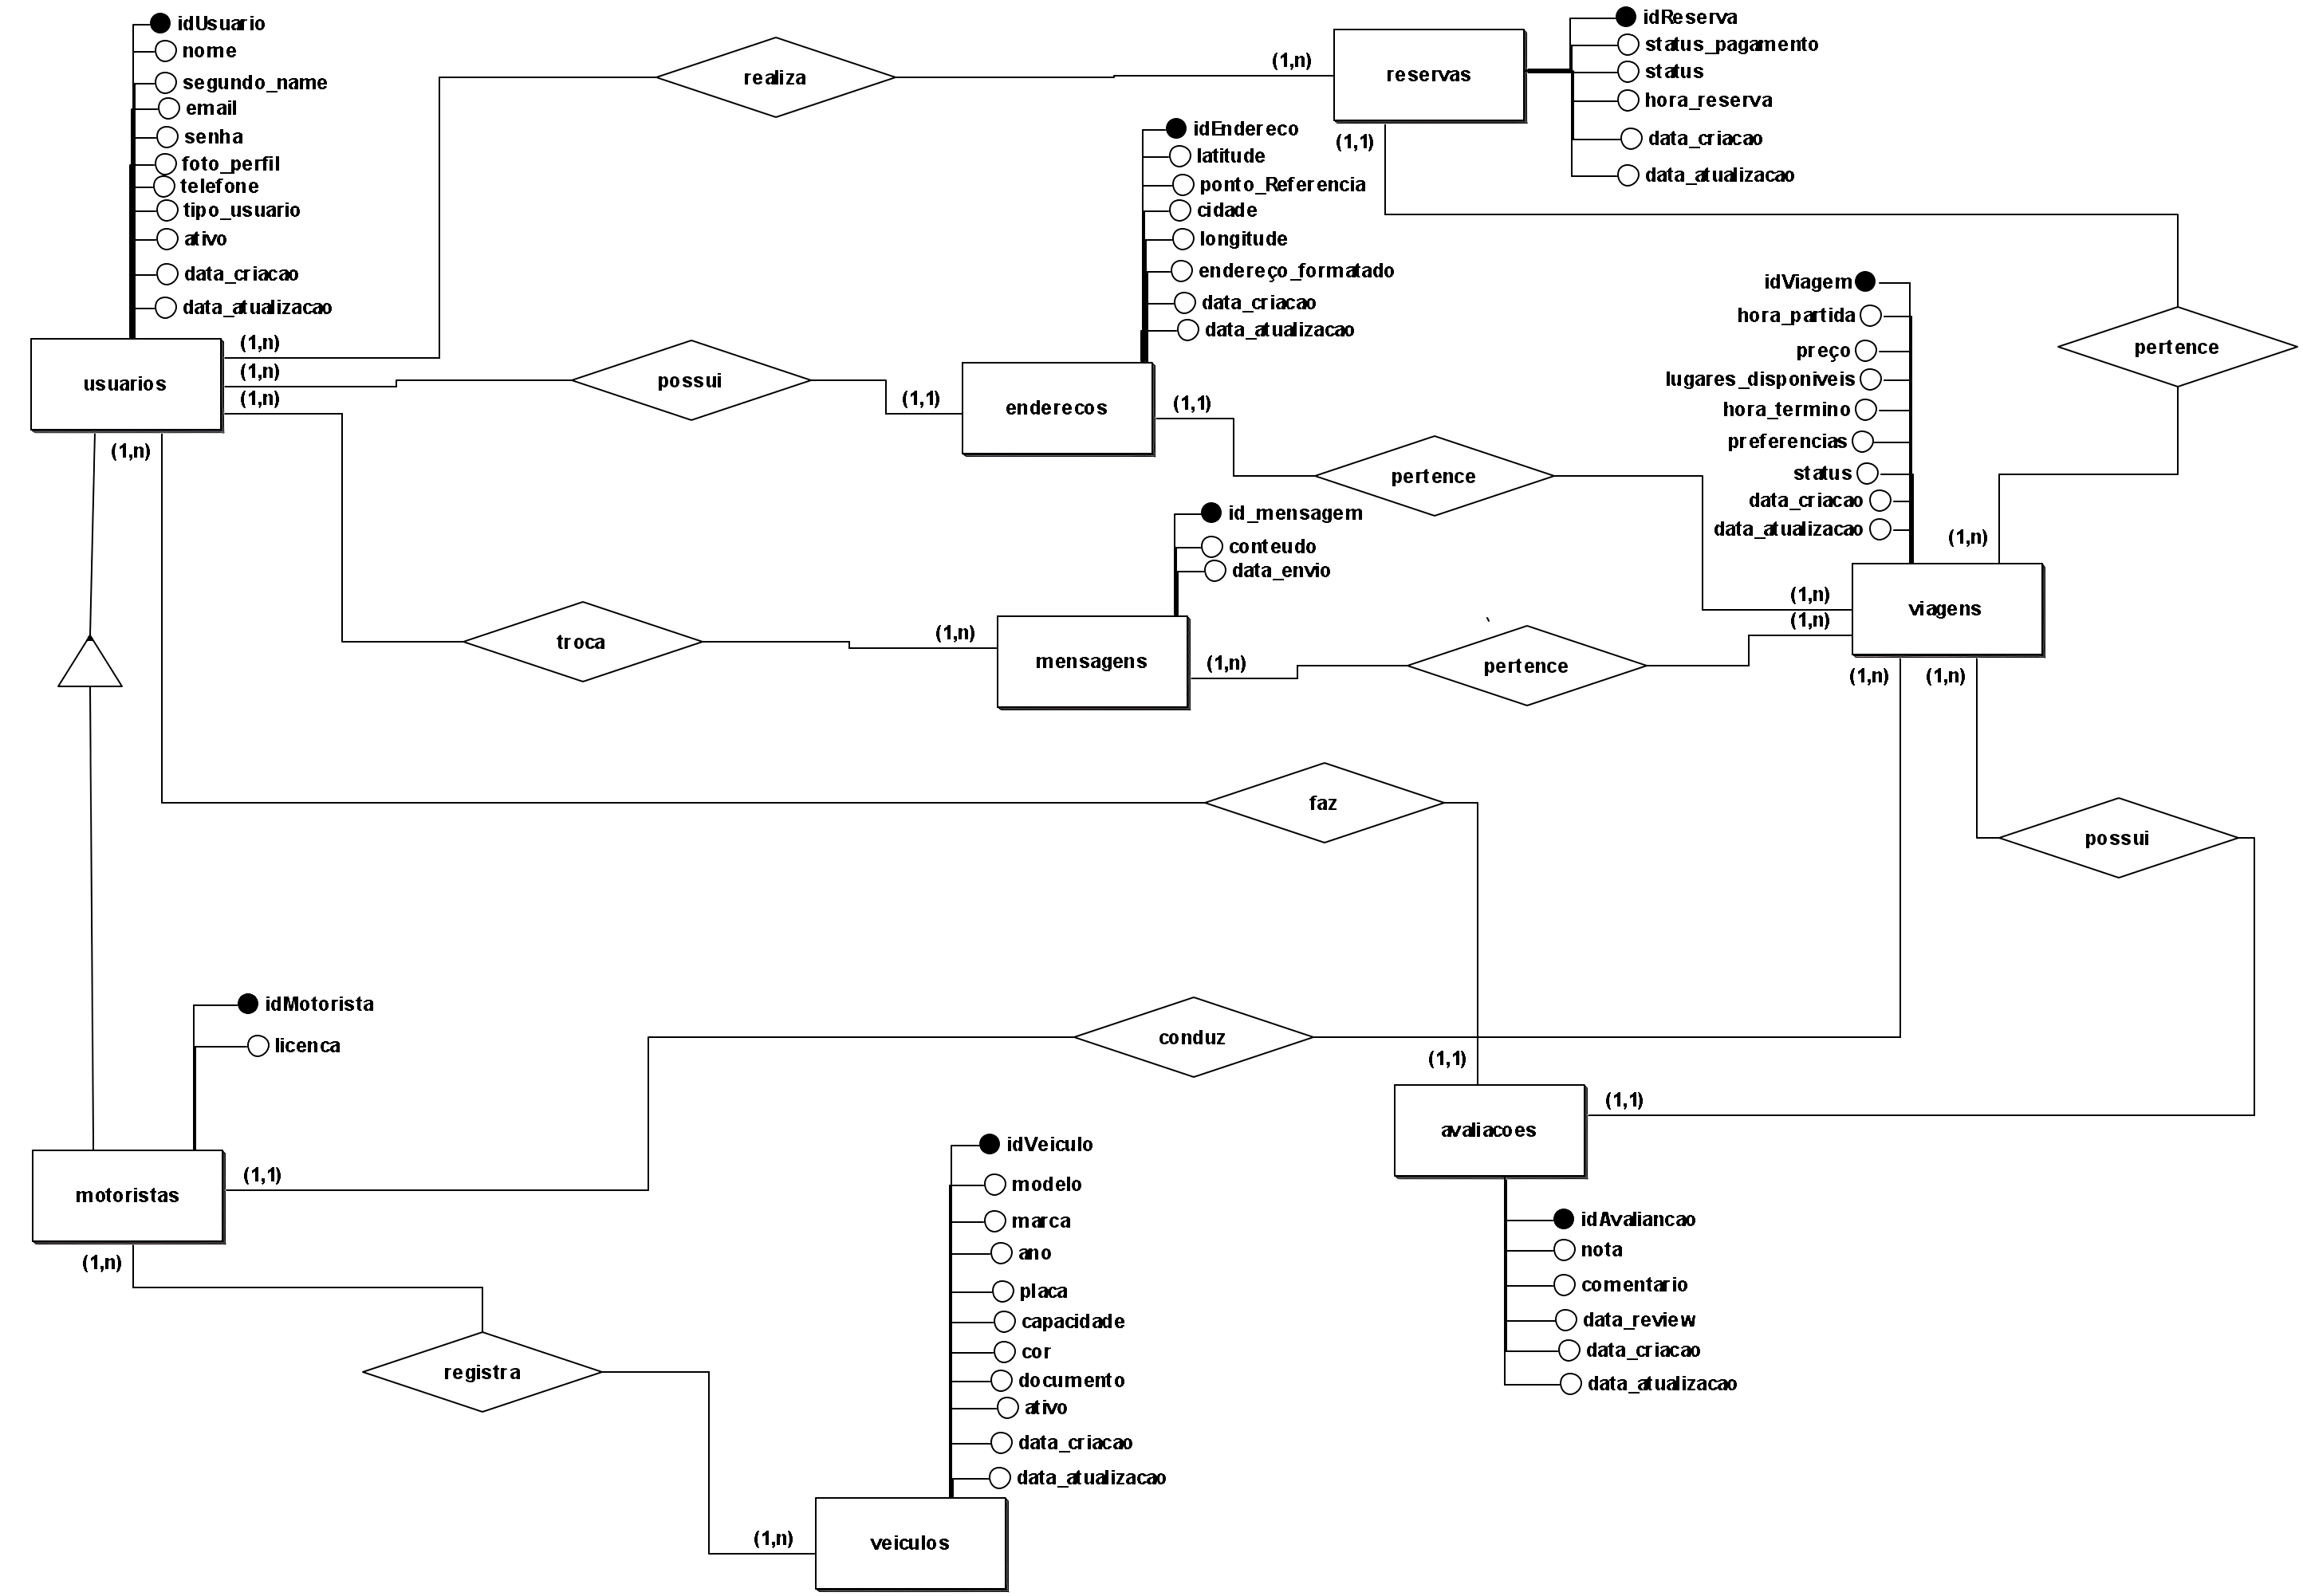 idUsuario
nome
segundo_name
email
senha
foto_perfil
telefone
tipo_usuario
ativo
data_criacao
data_atualizacao
usuarios
(1,n)
(1,n)
(1,n)
(1,n)
realiza
(1,n)
reservas
(1,1)
idReserva
status_pagamento
status
hora_reserva
data_criacao
data_atualizacao
possui
(1,1)
idEndereco
latitude
ponto_Referencia
cidade
longitude
endereço_formatado
data_criacao
data_atualizacao
enderecos
(1,1)
pertence
pertence
idViagem
hora_partida
preço
lugares_disponiveis
hora_termino
preferencias
status
data_criacao
data_atualizacao
(1,n)
(1,n)
(1,n)
viagens
(1,n)
(1,n)
id_mensagem
conteudo
data_envio
troca
(1,n)
mensagens
(1,n)
pertence
faz
possui
idMotorista
licenca
conduz
(1,1)
(1,1)
avaliacoes
motoristas
(1,1)
(1,n)
idAvaliancao
nota
comentario
data_review
data_criacao
data_atualizacao
registra
idVeiculo
modelo
marca
ano
placa
capacidade
cor
documento
ativo
data_criacao
data_atualizacao
(1,n)
veiculos